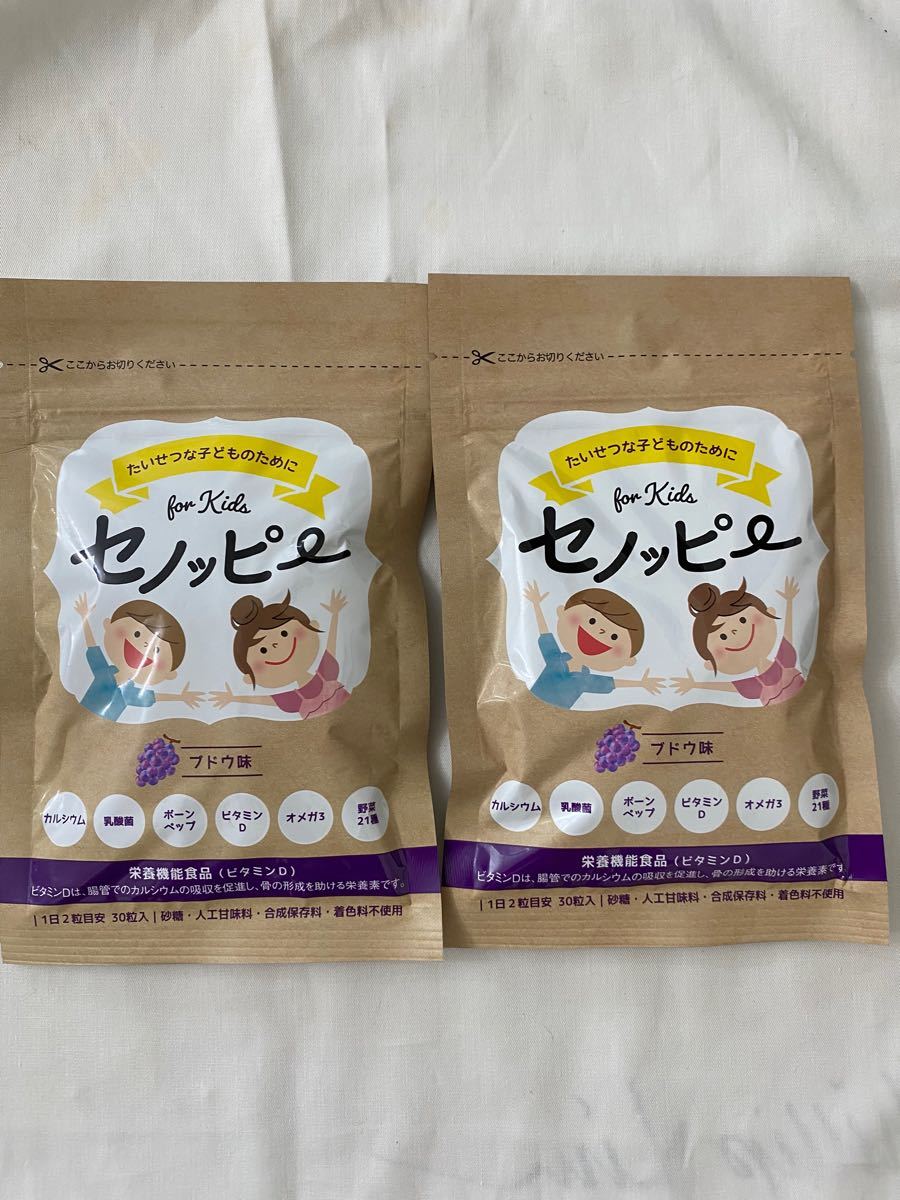 ここからお切りください
たいせつな子どものために
for Kids
セノッピー
ブドウ味
カルシウム
乳酸菌
ボーン
ペップ
ビタミン
D
オメガ3
野菜
21種
栄養機能食品（ビタミンD）
ビタミンDは、腸管でのカルシウムの吸収を促進し、骨の形成を助ける栄養素です。
| 1日2粒目安 30粒入 | 砂糖・人工甘味料・合成保存料・着色料不使用
ここからお切りください
たいせつな子どものために
for Kids
セノッピー
ブドウ味
カルシウム
乳酸菌
ボーン
ペップ
ビタミン
D
オメガ3
野菜
21種
栄養機能食品（ビタミンD）
ビタミンDは、腸管でのカルシウムの吸収を促進し、骨の形成を助ける栄養素です。
| 1日2粒目安 30粒入 | 砂糖・人工甘味料・合成保存料・着色料不使用